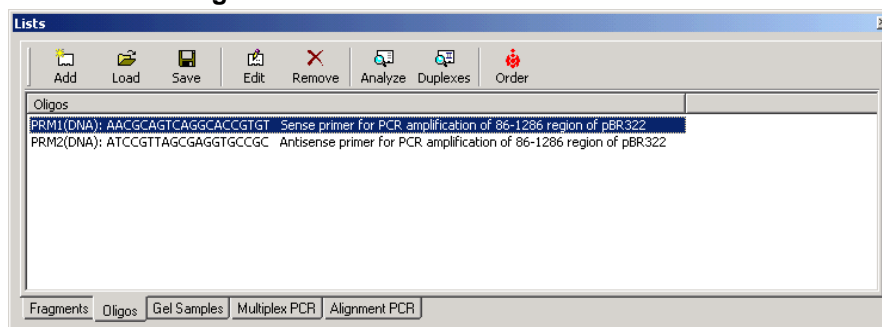 Lists
Add Load Save Edit Remove Analyze Duplexes Order
Oligos
PRM1(DNA): AACGCAGTCAGGCACCGTGT Sense primer for PCR amplification of 86-1286 region of pBR322
PRM2(DNA): ATCCGTTAGCGAGGTGCCGC Antisense primer for PCR amplification of 86-1286 region of pBR322
Fragments Oligos Gel Samples Multiplex PCR Alignment PCR